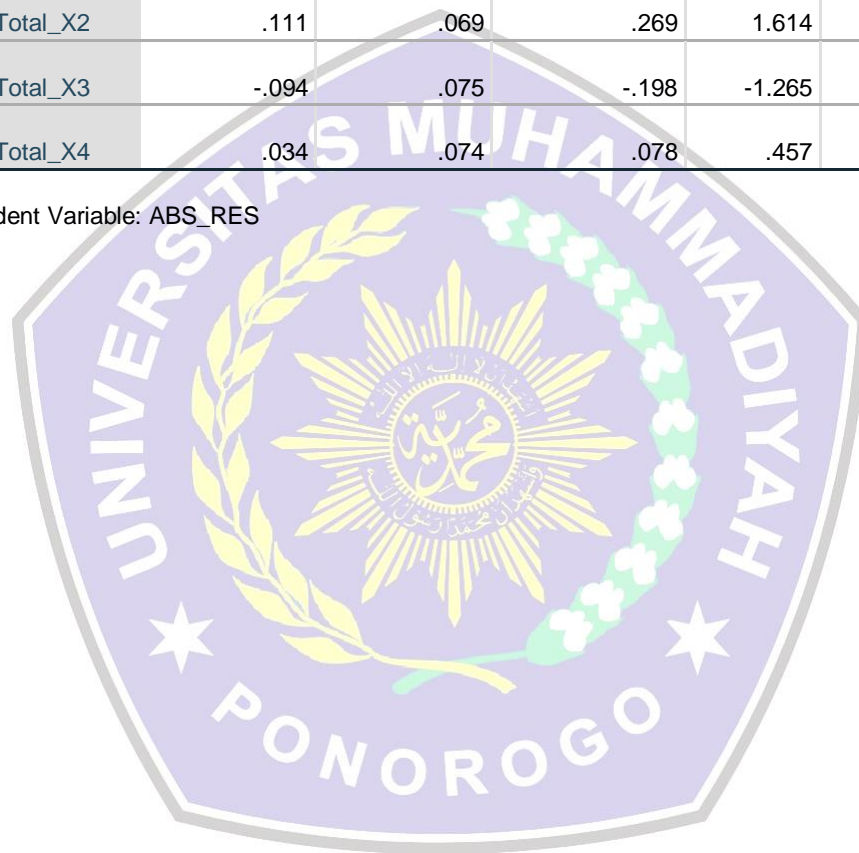 Total_X2 .111 .069 .269 1.614
Total_X3 -.094 .075 -.198 -1.265
Total_X4 .034 .074 .078 .457
dent Variable: ABS_RES
UNIVERSITAS MUHAMMADIYAH
PONOROGO